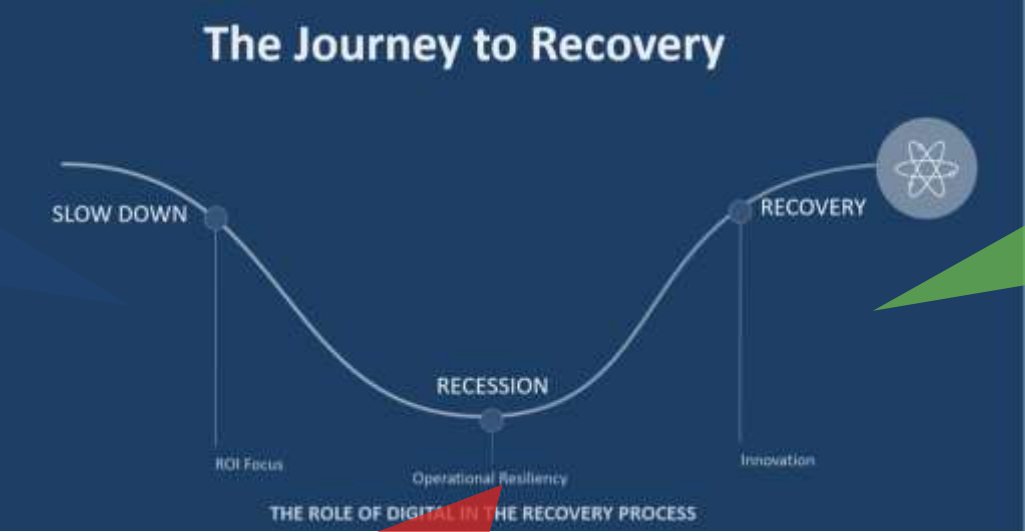 The Journey to Recovery
SLOW DOWN
RECOVERY
RECESSION
ROI Focus
Operational Resiliency
Innovation
THE ROLE OF DIGITAL IN THE RECOVERY PROCESS